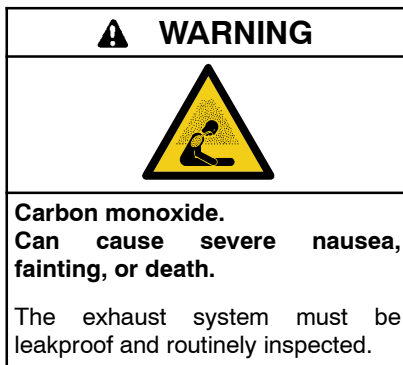 WARNING
Carbon monoxide.
Can cause severe nausea,
fainting, or death.
The exhaust system must be
leakproof and routinely inspected.